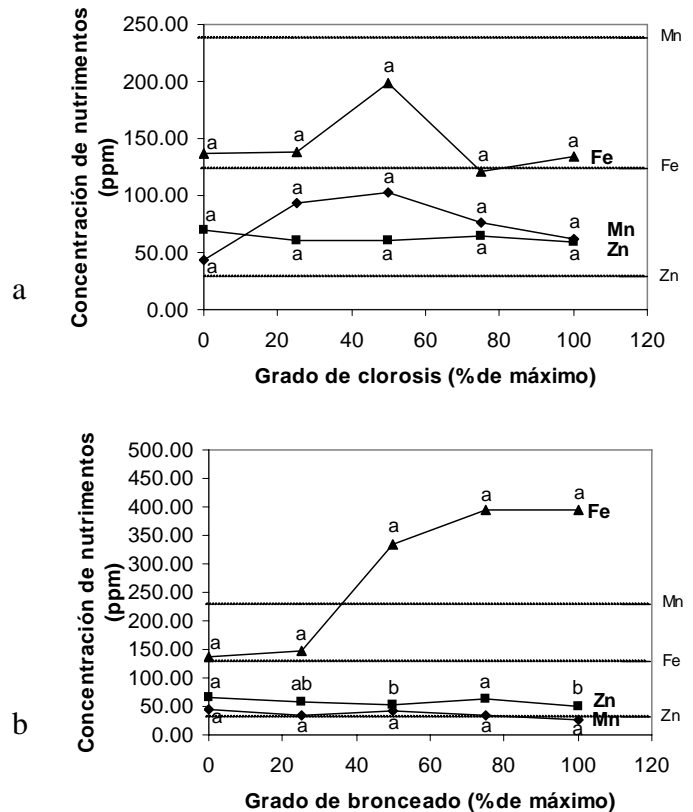 a
Concentración de nutrimentos
(ppm)
250.00
200.00
150.00
100.00
50.00
0.00
Mn
Fe
Zn
a
a
a
a
a
Fe
a
a
a
a
a
Mn
a
a
a
a
a
Zn
0 20 40 60 80 100 120
Grado de clorosis (%de máximo)
b
Concentración de nutrimentos
(ppm)
500.00
450.00
400.00
350.00
300.00
250.00
200.00
150.00
100.00
50.00
0.00
Mn
Fe
Zn
a
a
a
a
a
Fe
a
ab
b
a
b
Zn
a
a
a
a
a
Mn
0 20 40 60 80 100 120
Grado de bronceado (%de máximo)